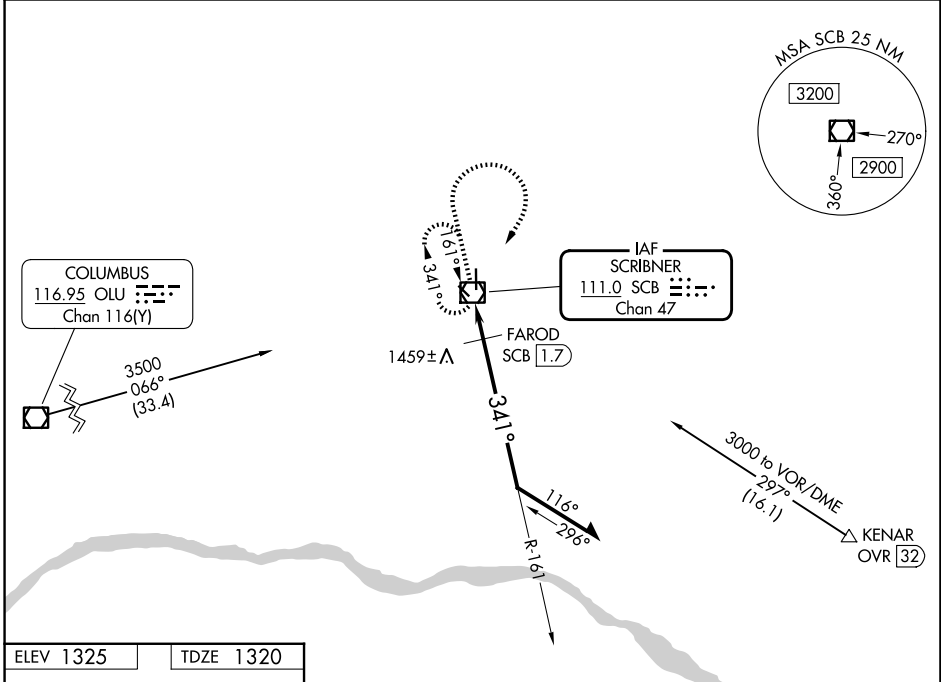 MSA SCB 25 NM
3200
270°
2900
360°
161°
341°
IAF
SCRIBNER
111.0 SCB
Chan 47
COLUMBUS
116.95 OLU
Chan 116(Y)
FAROD
SCB 1.7
1459±
3500
066°
(33.4)
341°
3000 to VOR/DME
297°
(16.1)
116°
296°
KENAR
OVR 32
R-161
ELEV 1325
TDZE 1320